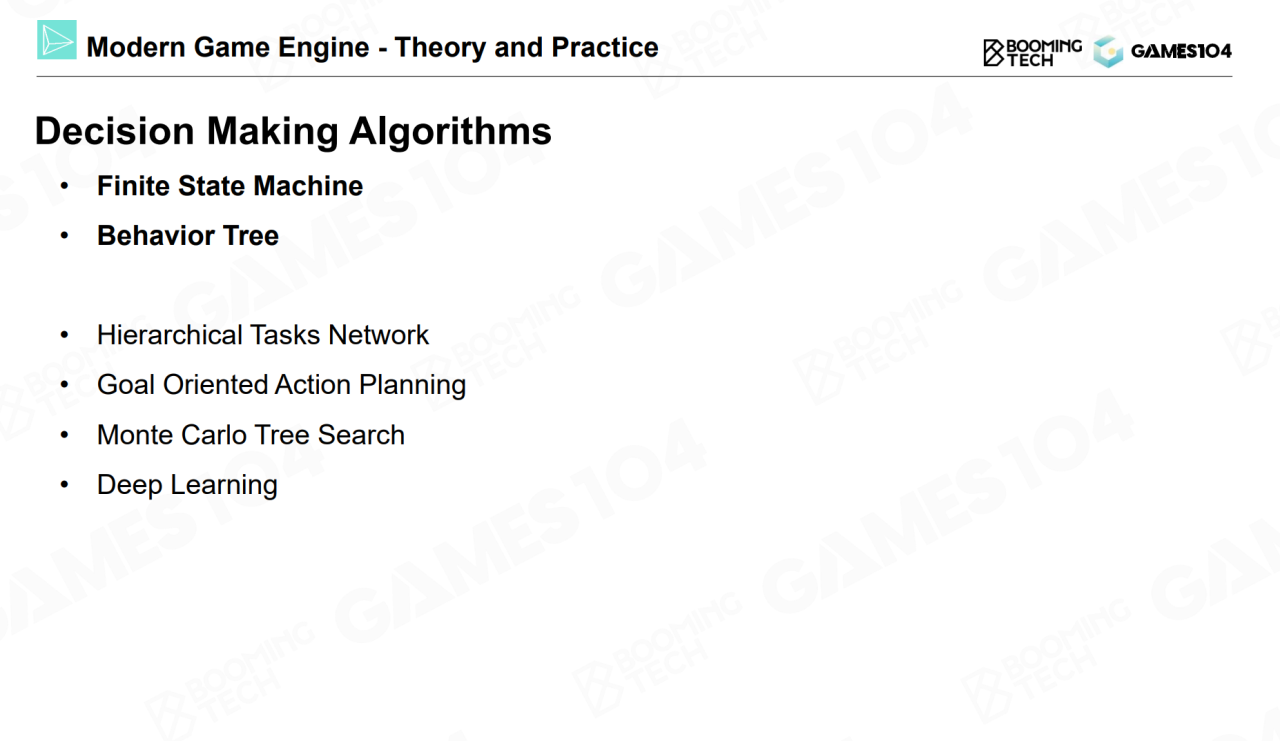 Modern Game Engine - Theory and Practice
BOOMING
TECH
GAMES104
Decision Making Algorithms
• Finite State Machine
• Behavior Tree
• Hierarchical Tasks Network
• Goal Oriented Action Planning
• Monte Carlo Tree Search
• Deep Learning